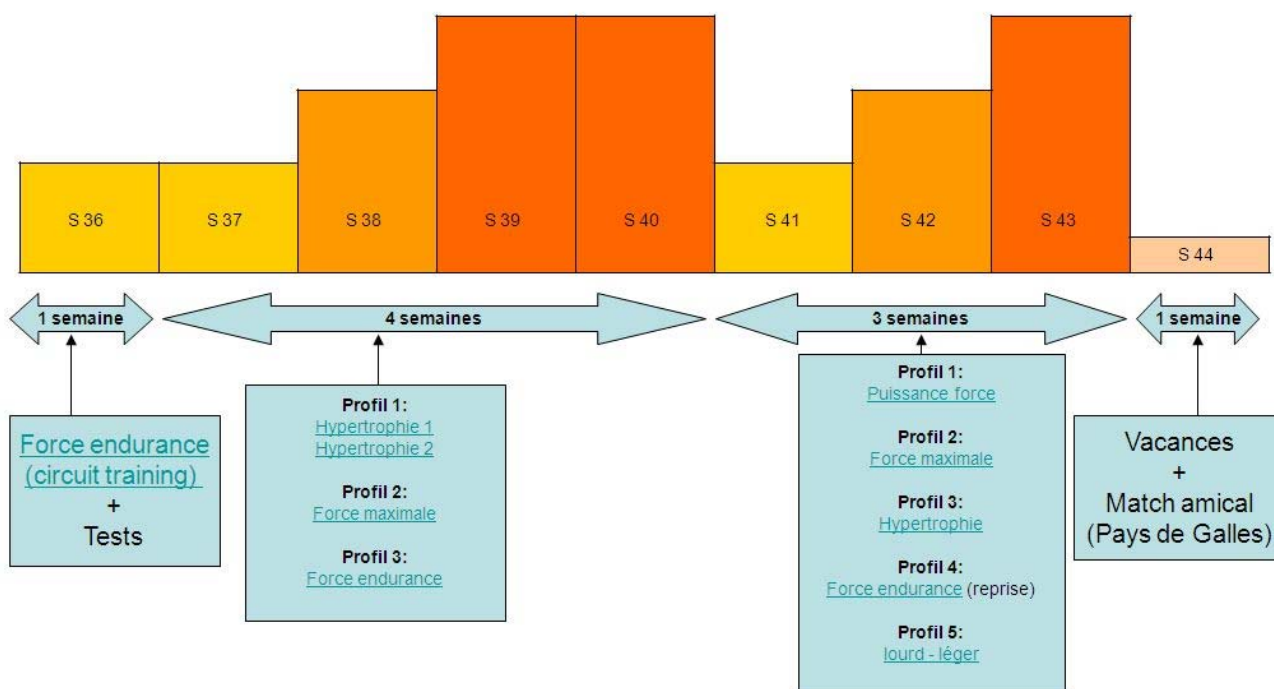 S 36
S 37
S 38
S 39
S 40
S 41
S 42
S 43
S 44
1 semaine
4 semaines
3 semaines
1 semaine
Force endurance
(circuit training)
+
Tests
Profil 1:
Hypertrophie 1
Hypertrophie 2
Profil 2:
Force maximale
Profil 3:
Force endurance
Profil 1:
Puissance force
Profil 2:
Force maximale
Profil 3:
Hypertrophie
Profil 4:
Force endurance (reprise)
Profil 5:
lourd - léger
Vacances
+
Match amical
(Pays de Galles)